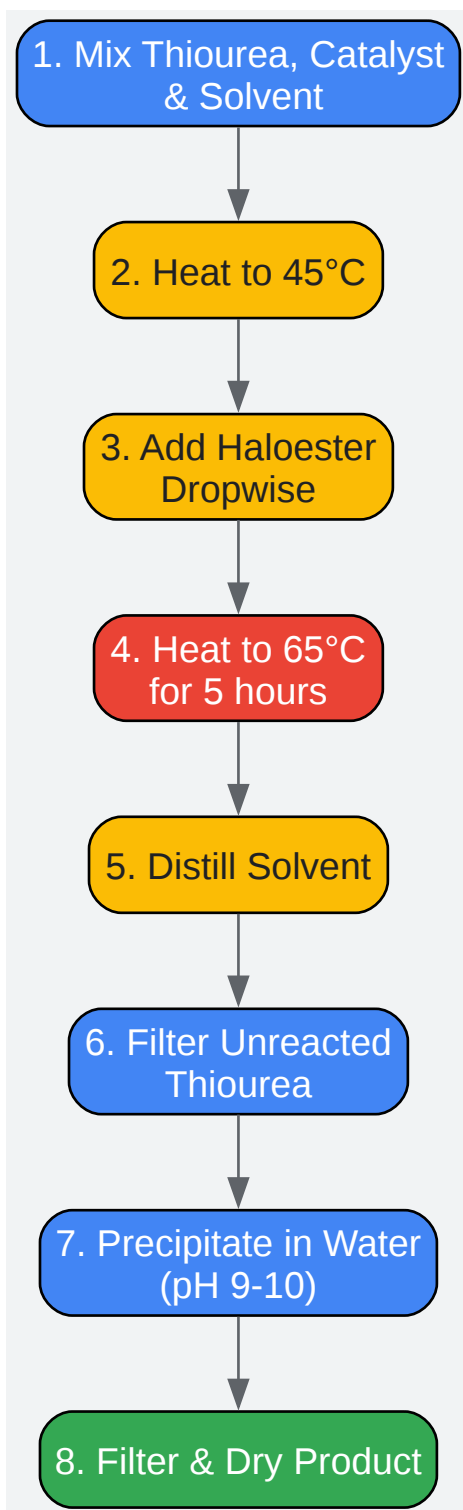 1. Mix Thiourea, Catalyst
& Solvent
2. Heat to 45°C
3. Add Haloester
Dropwise
4. Heat to 65°C
for 5 hours
5. Distill Solvent
6. Filter Unreacted
Thiourea
7. Precipitate in Water
(pH 9-10)
8. Filter & Dry Product